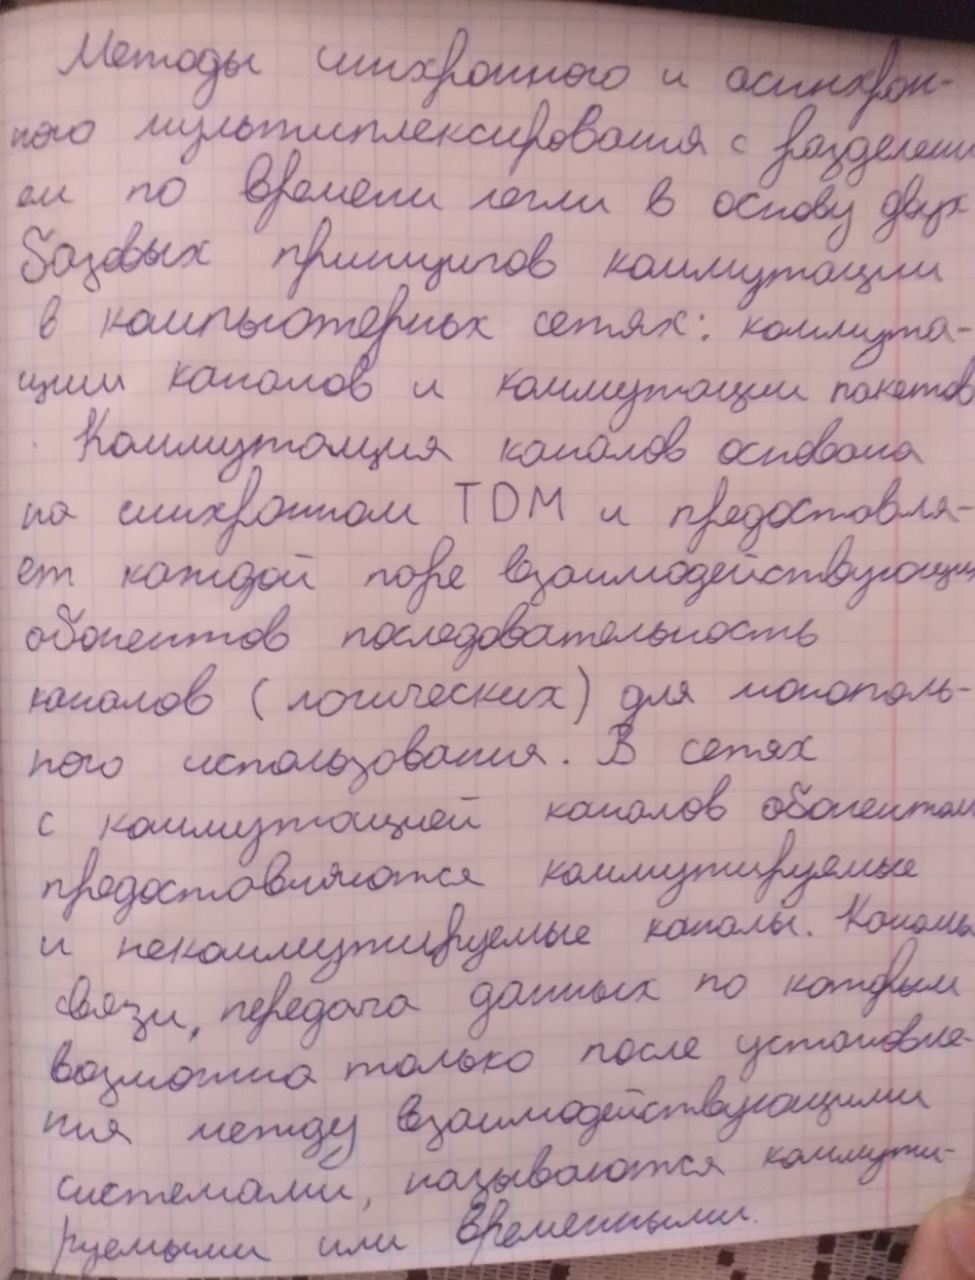 Методы синхронного и асинхрон-
ного мультиплексирования с разделени
ем по времени легли в основу двух
базовых принципов коммутации
в компьютерных сетях: коммута-
ции каналов и коммутации пакетов
Коммутация каналов основана
на синхронном TDM и предоставля-
ет каждой паре взаимодействующих
абонентов последовательность
каналов (логических) для монополь-
ного использования. В сетях
с коммутацией каналов абонентам
предоставляются коммутируемые
и некоммутируемые каналы. Каналы
связи, передача данных по которым
возможна только после установле-
ния между взаимодействующими
системами, называются коммути-
руемыми или временными.